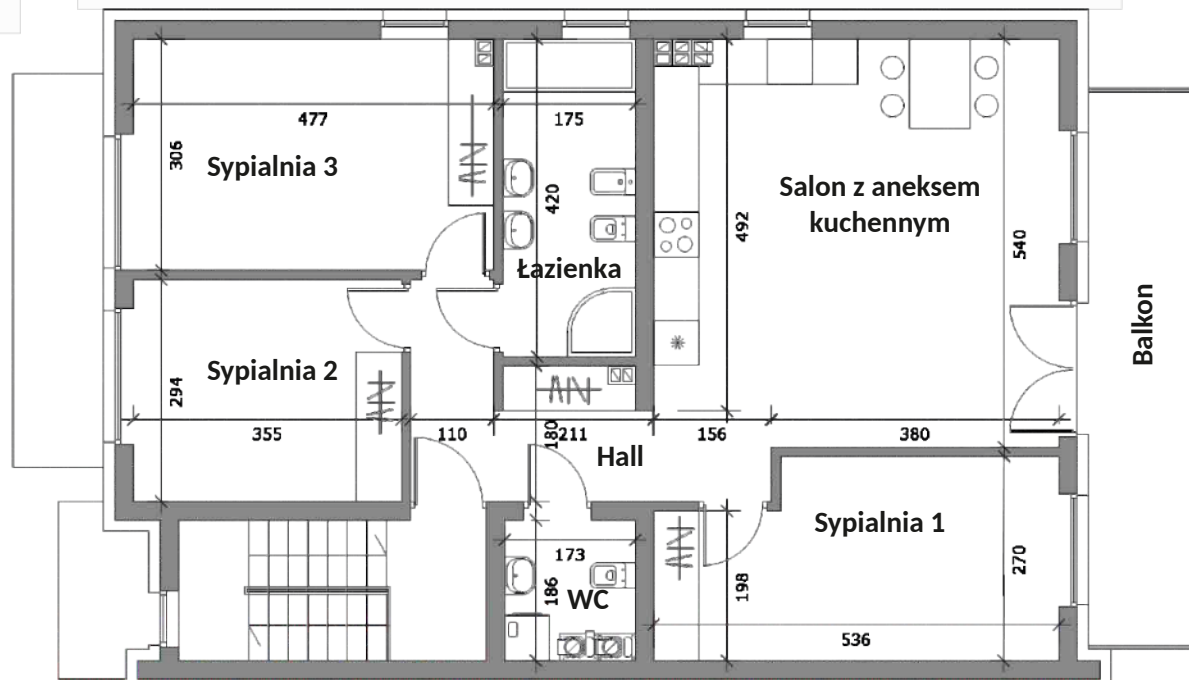 477
175
306
Sypialnia 3
420
Salon z aneksem
kuchennym
492
540
Łazienka
Balkon
Sypialnia 2
294
355
110
180
211
156
380
Hall
Sypialnia 1
173
186
WC
198
270
536